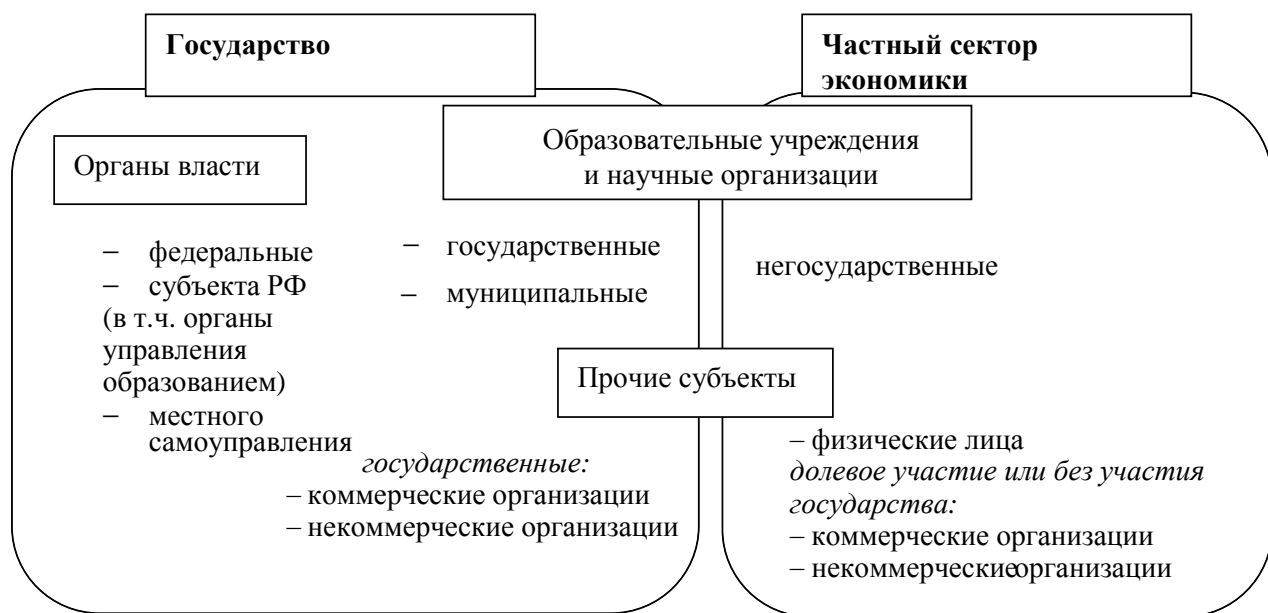 Государство
Частный сектор
экономики
Образовательные учреждения
и научные организации
Органы власти
– федеральные
– субъекта РФ
(в т.ч. органы
управления
образованием)
– местного
самоуправления
– государственные
– муниципальные
негосударственные
Прочие субъекты
государственные:
– коммерческие организации
– некоммерческие организации
– физические лица
долевое участие или без участия
государства:
– коммерческие организации
– некоммерческие организации